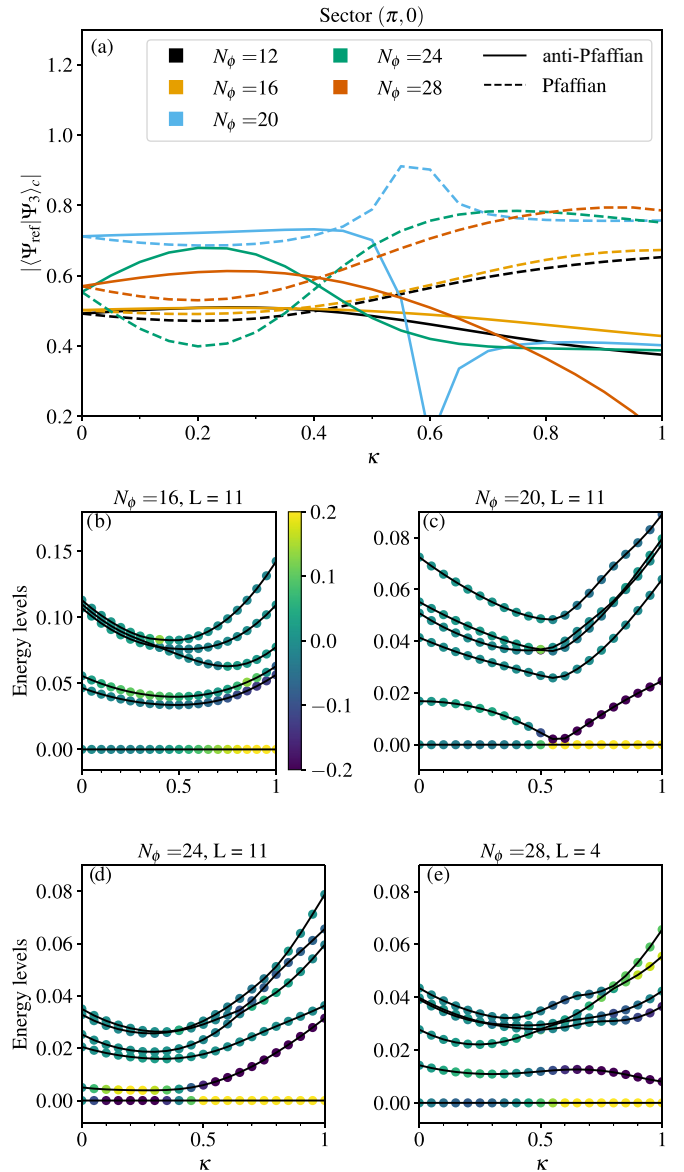 Sector (π,0)
(a)
N_ϕ =12
N_ϕ =16
N_ϕ =20
N_ϕ =24
N_ϕ =28
anti-Pfaffian
Pfaffian
|⟨Ψ_ref|Ψ_3⟩_c|
1.2
1.0
0.8
0.6
0.4
0.2
0 0.2 0.4 0.6 0.8 1
κ
N_ϕ =16, L = 11
(b)
Energy levels
0.15
0.10
0.05
0.00
0 0.5 1
0.2
0.1
0.0
−0.1
−0.2
N_ϕ =20, L = 11
(c)
0.08
0.06
0.04
0.02
0.00
0 0.5 1
N_ϕ =24, L = 11
(d)
Energy levels
0.08
0.06
0.04
0.02
0.00
0 0.5 1
κ
N_ϕ =28, L = 4
(e)
0.08
0.06
0.04
0.02
0.00
0 0.5 1
κ